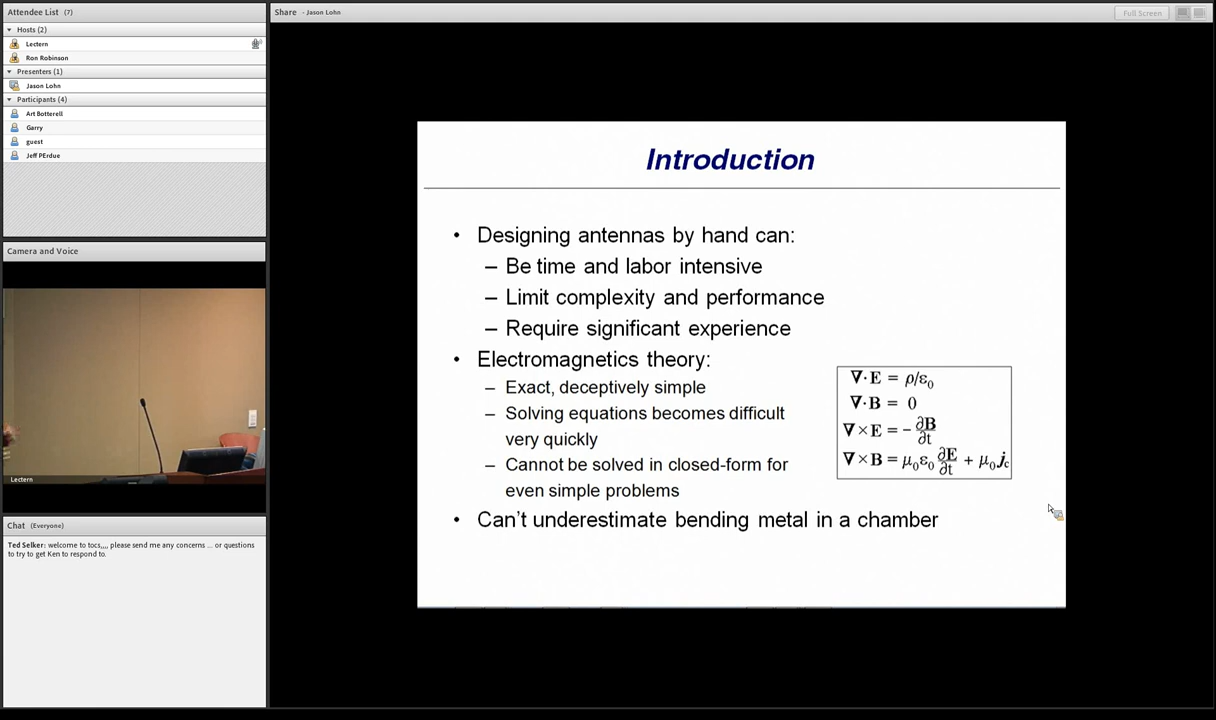 Attendee List (7)
Hosts (2)
Lectern
Ron Robinson
Presenters (1)
Jason Lohn
Participants (4)
Art Botterell
Garry
guest
Jeff PErdue
Camera and Voice
Lectern
Chat (Everyone)
Ted Selker: welcome to tocs,,,, please send me any concerns ... or questions
to try to get Ken to respond to.
Share - Jason Lohn
Full Screen
Introduction
• Designing antennas by hand can:
– Be time and labor intensive
– Limit complexity and performance
– Require significant experience
• Electromagnetics theory:
– Exact, deceptively simple
– Solving equations becomes difficult
very quickly
– Cannot be solved in closed-form for
even simple problems
• Can't underestimate bending metal in a chamber
∇·E = ρ/ε₀
∇·B = 0
∇×E = −∂B/∂t
∇×B = μ₀ε₀ ∂E/∂t + μ₀j꜀